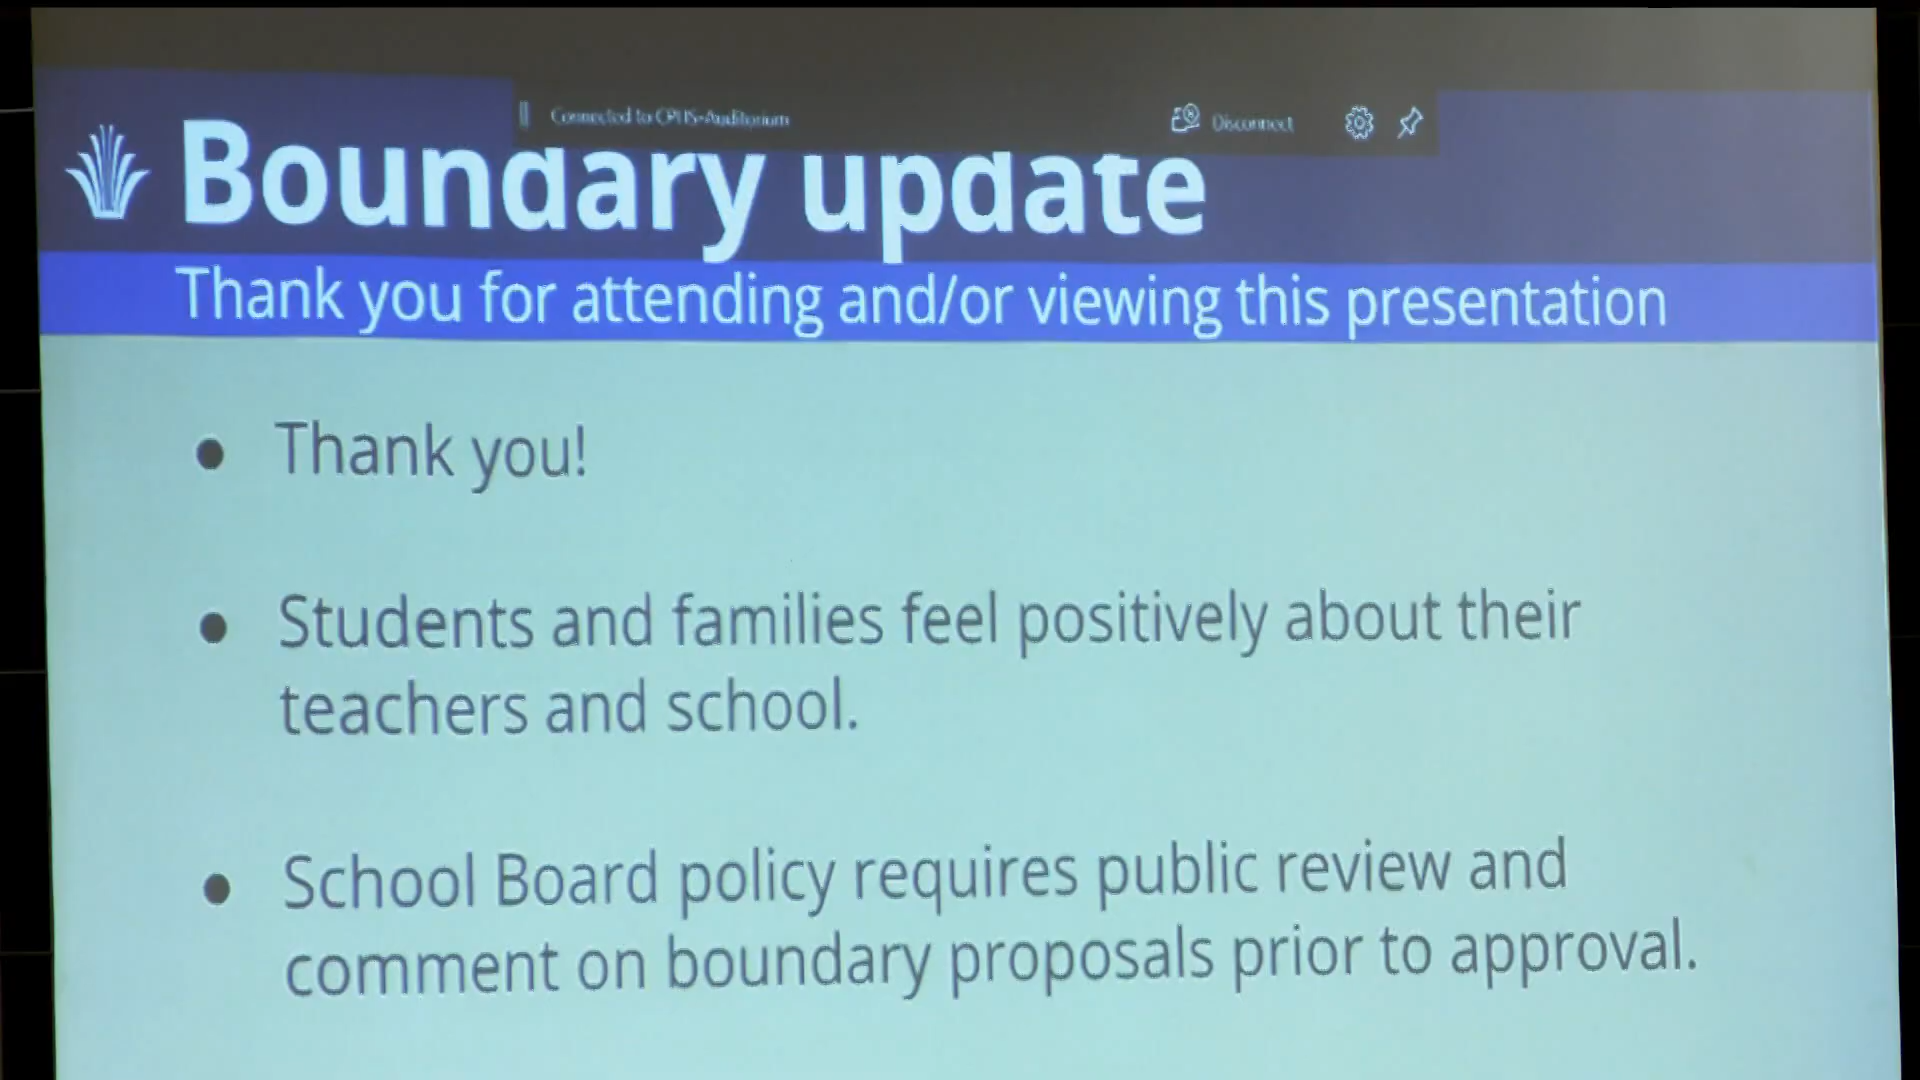 Connected to CPHS-Auditorium
Disconnect
Boundary update
Thank you for attending and/or viewing this presentation
● Thank you!
● Students and families feel positively about their
teachers and school.
● School Board policy requires public review and
comment on boundary proposals prior to approval.